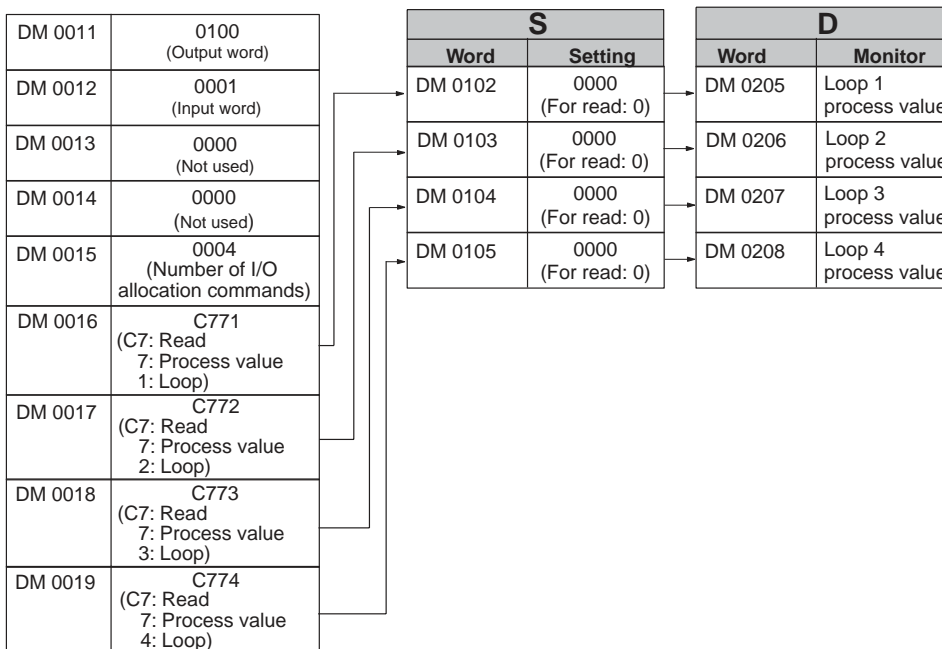 DM 0011 0100
(Output word)
DM 0012 0001
(Input word)
DM 0013 0000
(Not used)
DM 0014 0000
(Not used)
DM 0015 0004
(Number of I/O
allocation commands)
DM 0016 C771
(C7: Read
7: Process value
1: Loop)
DM 0017 C772
(C7: Read
7: Process value
2: Loop)
DM 0018 C773
(C7: Read
7: Process value
3: Loop)
DM 0019 C774
(C7: Read
7: Process value
4: Loop)
S
Word Setting
DM 0102 0000
(For read: 0)
DM 0103 0000
(For read: 0)
DM 0104 0000
(For read: 0)
DM 0105 0000
(For read: 0)
D
Word Monitor
DM 0205 Loop 1
process value
DM 0206 Loop 2
process value
DM 0207 Loop 3
process value
DM 0208 Loop 4
process value